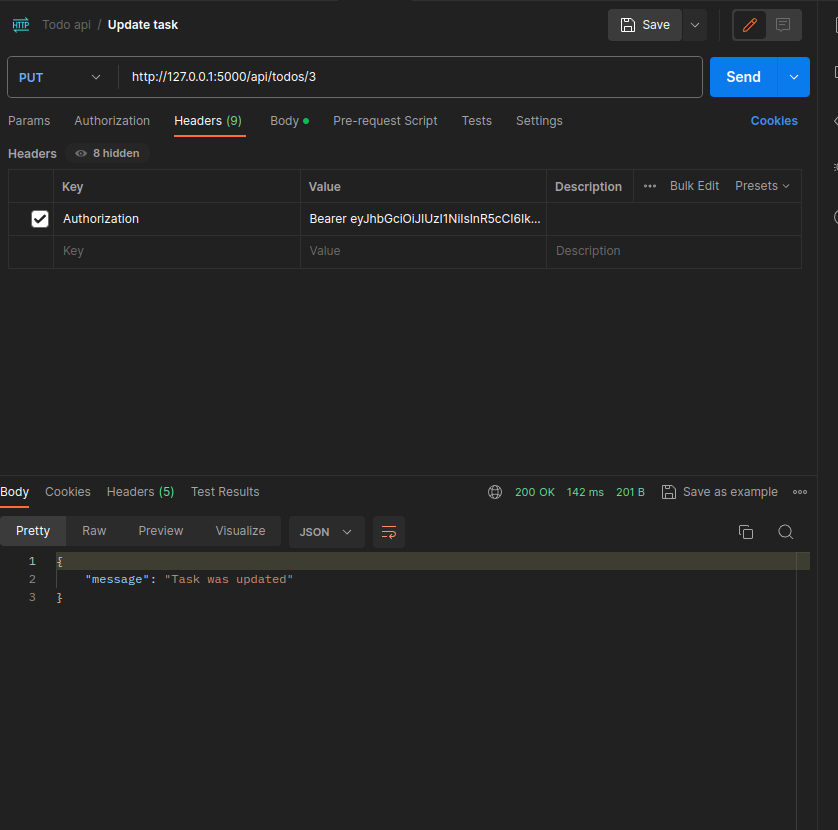 HTTP Todo api / Update task Save
PUT http://127.0.0.1:5000/api/todos/3 Send
Params Authorization Headers (9) Body Pre-request Script Tests Settings Cookies
Headers 8 hidden
Key Value Description Bulk Edit Presets
Authorization Bearer eyJhbGciOiJIUzI1NiIsInR5cCI6Ik...
Key Value Description
Body Cookies Headers (5) Test Results 200 OK 142 ms 201 B Save as example
Pretty Raw Preview Visualize JSON
1 {
2 "message": "Task was updated"
3 }